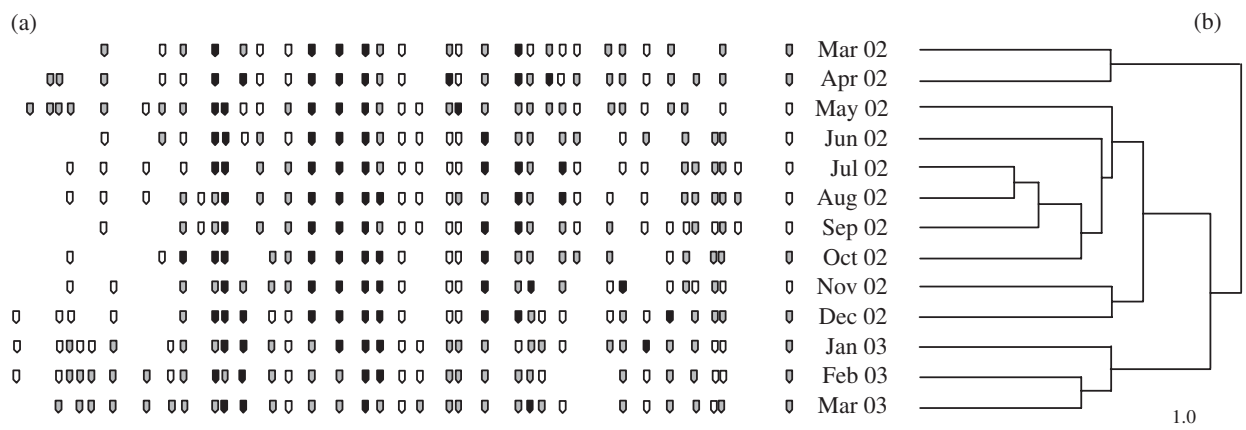 (a) (b)
Mar 02
Apr 02
May 02
Jun 02
Jul 02
Aug 02
Sep 02
Oct 02
Nov 02
Dec 02
Jan 03
Feb 03
Mar 03
1.0